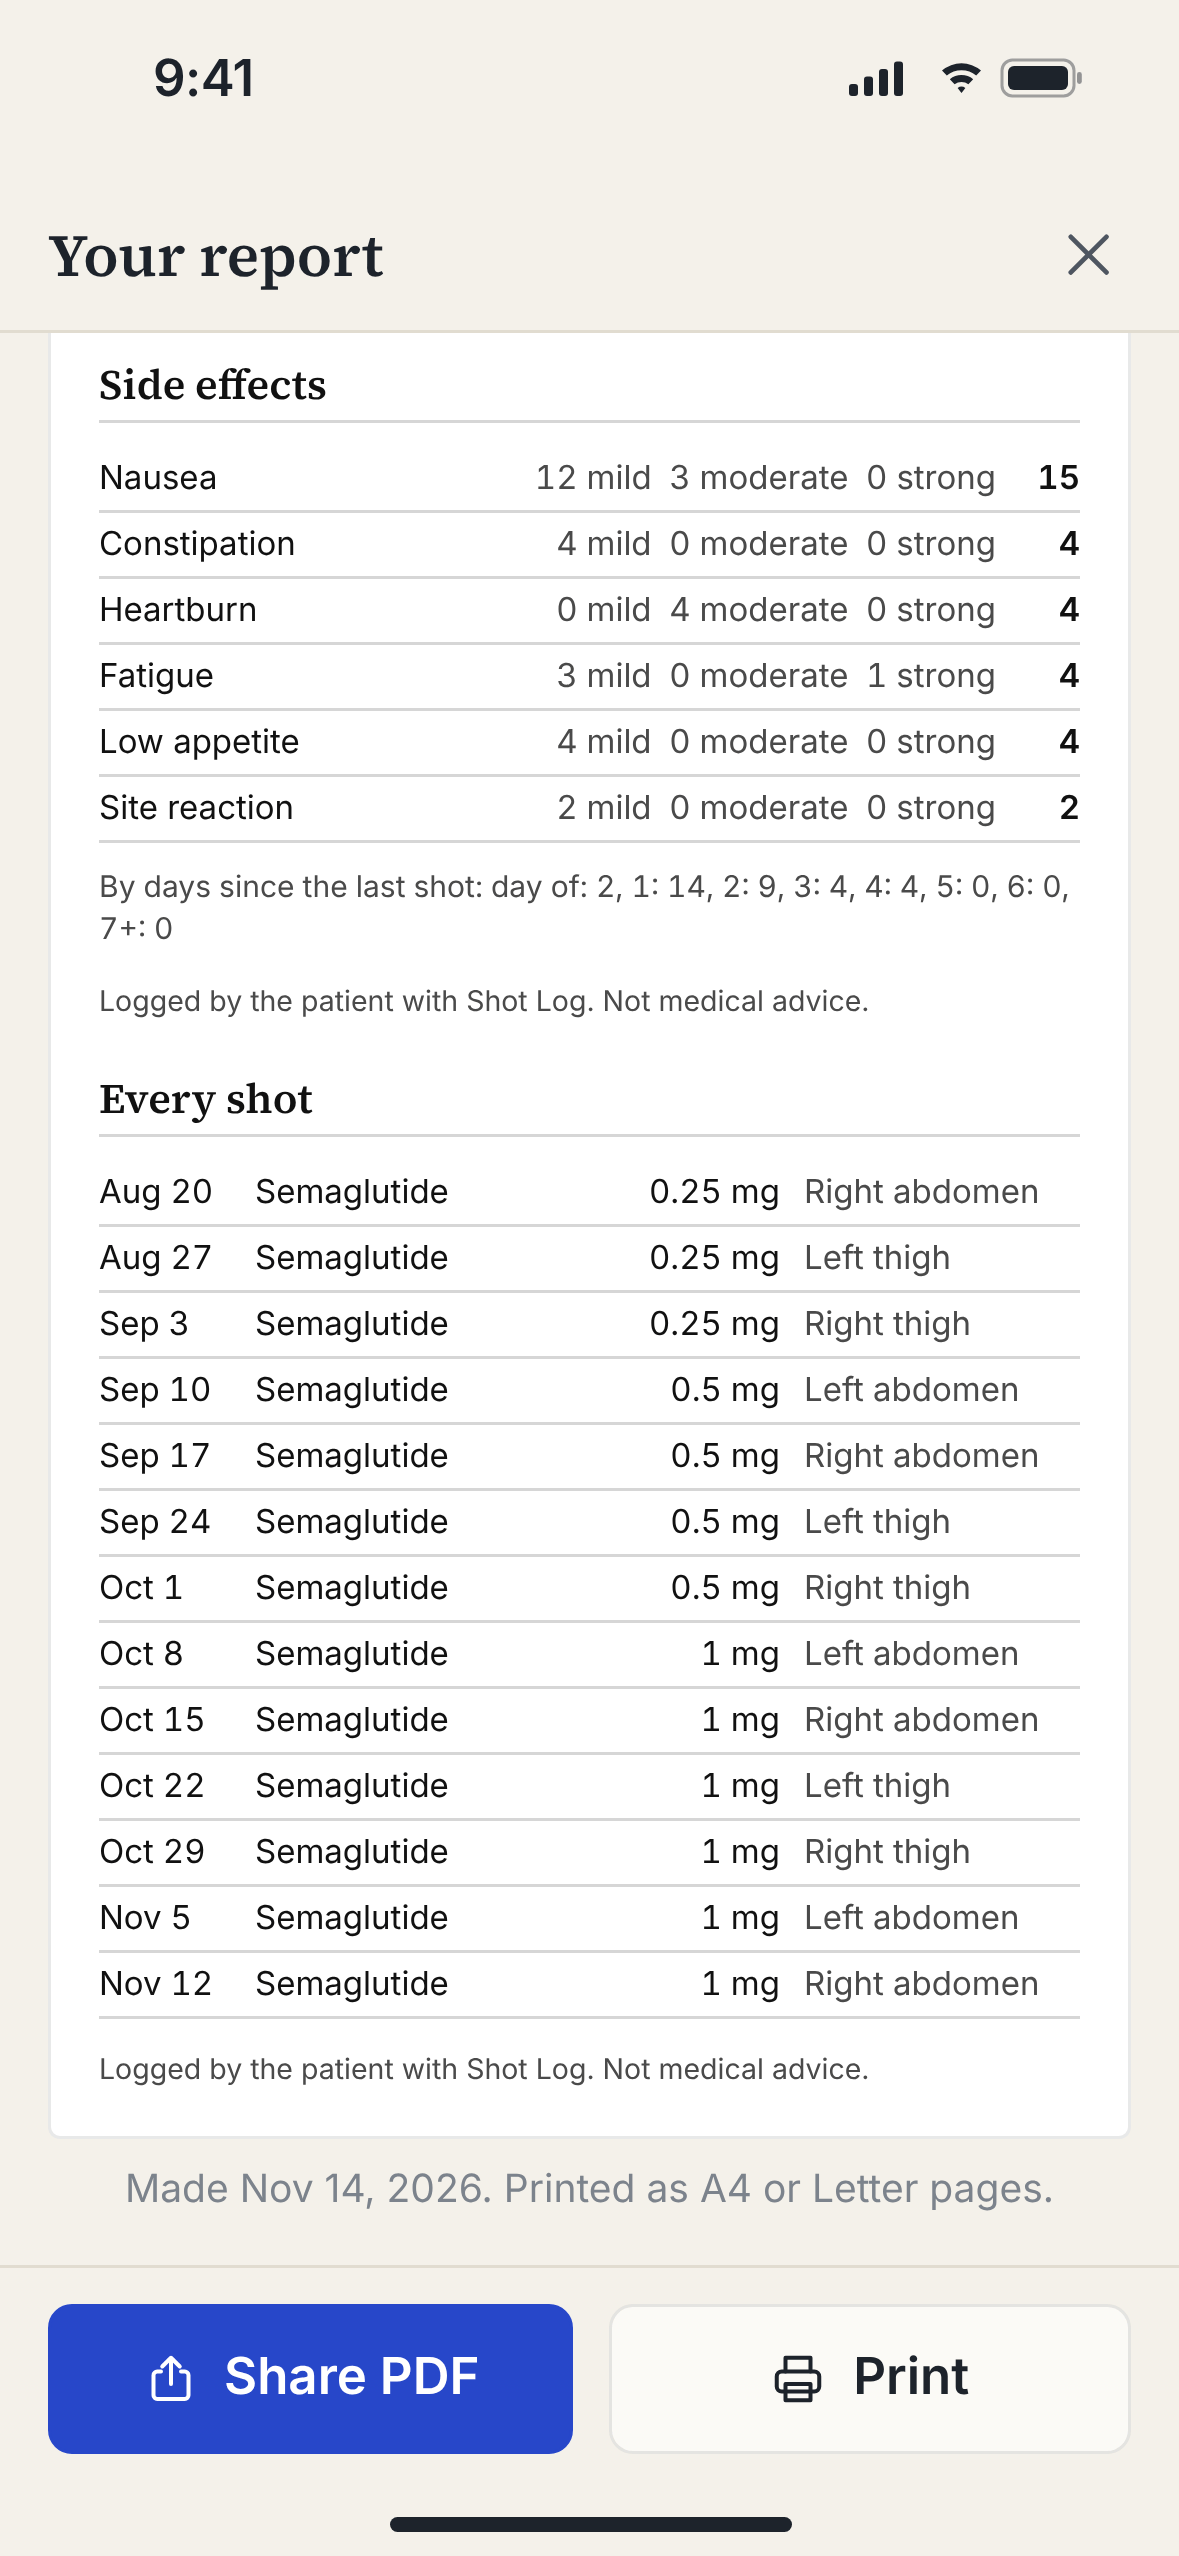 9:41
Your report
Side effects
Nausea 12 mild 3 moderate 0 strong 15
Constipation 4 mild 0 moderate 0 strong 4
Heartburn 0 mild 4 moderate 0 strong 4
Fatigue 3 mild 0 moderate 1 strong 4
Low appetite 4 mild 0 moderate 0 strong 4
Site reaction 2 mild 0 moderate 0 strong 2
By days since the last shot: day of: 2, 1: 14, 2: 9, 3: 4, 4: 4, 5: 0, 6: 0,
7+: 0
Logged by the patient with Shot Log. Not medical advice.
Every shot
Aug 20 Semaglutide 0.25 mg Right abdomen
Aug 27 Semaglutide 0.25 mg Left thigh
Sep 3 Semaglutide 0.25 mg Right thigh
Sep 10 Semaglutide 0.5 mg Left abdomen
Sep 17 Semaglutide 0.5 mg Right abdomen
Sep 24 Semaglutide 0.5 mg Left thigh
Oct 1 Semaglutide 0.5 mg Right thigh
Oct 8 Semaglutide 1 mg Left abdomen
Oct 15 Semaglutide 1 mg Right abdomen
Oct 22 Semaglutide 1 mg Left thigh
Oct 29 Semaglutide 1 mg Right thigh
Nov 5 Semaglutide 1 mg Left abdomen
Nov 12 Semaglutide 1 mg Right abdomen
Logged by the patient with Shot Log. Not medical advice.
Made Nov 14, 2026. Printed as A4 or Letter pages.
Share PDF
Print